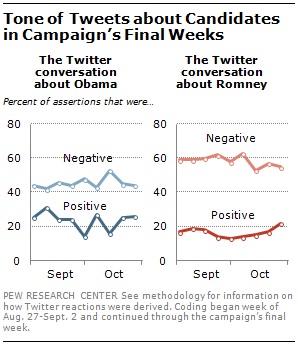 Tone of Tweets about Candidates
in Campaign's Final Weeks
The Twitter
conversation
about Obama
The Twitter
conversation
about Romney
Percent of assertions that were...
80
60
40
20
0
Negative
Positive
Sept
Oct
80
60
40
20
0
Negative
Positive
Sept
Oct
PEW RESEARCH CENTER See methodology for information on
how Twitter reactions were derived. Coding began week of
Aug. 27-Sept. 2 and continued through the campaign's final
week.